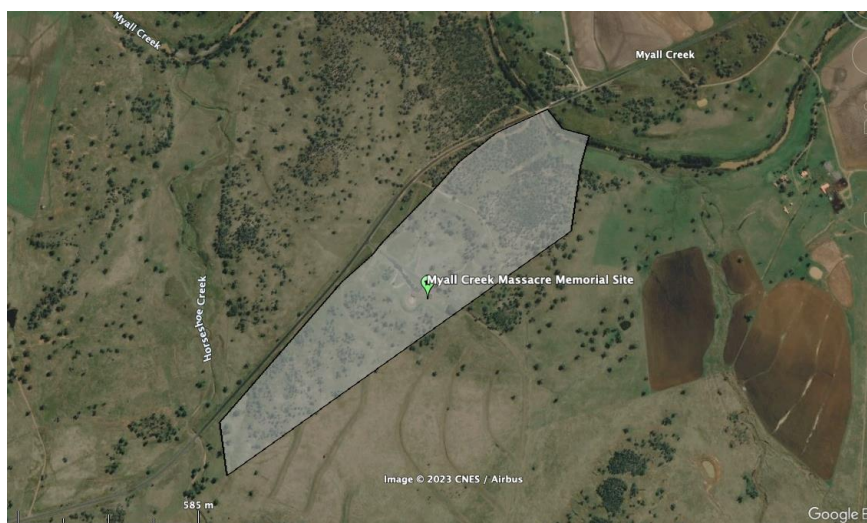 Myall Creek
Myall Creek
Myall Creek Massacre Memorial Site
Horseshoe Creek
Image © 2023 CNES / Airbus
585 m
Google